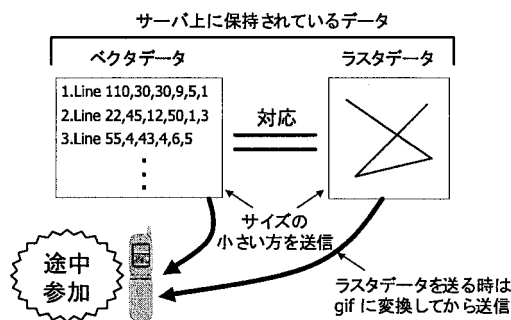 サーバ上に保持されているデータ
ベクタデータ
ラスタデータ
1.Line 110,30,30,9,5,1
2.Line 22,45,12,50,1,3
3.Line 55,4,43,4,6,5
対応
サイズの
小さい方を送信
途中
参加
ラスタデータを送る時は
gif に変換してから送信